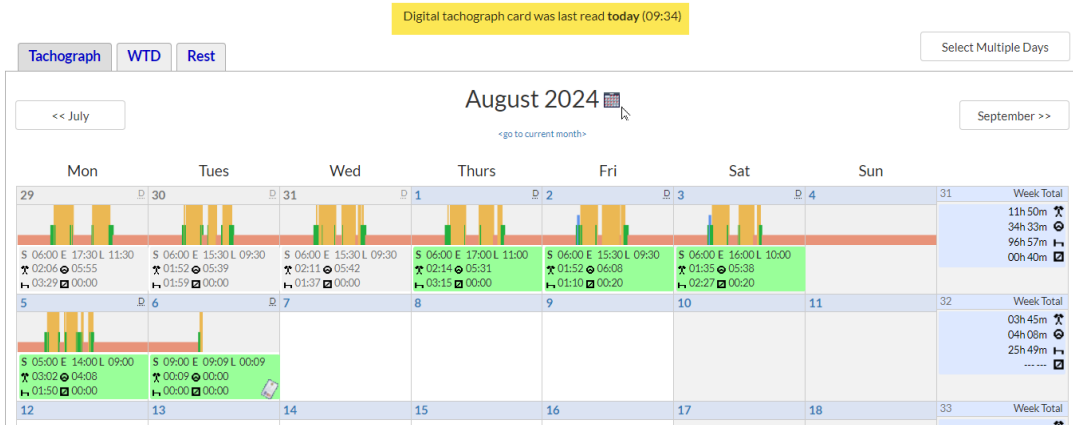 Digital tachograph card was last read today (09:34)
Tachograph WTD Rest Select Multiple Days
<< July August 2024 September >>
<go to current month>
Mon Tues Wed Thurs Fri Sat Sun
29 D 30 D 31 D 1 D 2 D 3 D 4 31 Week Total
11h 50m
34h 33m
96h 57m
00h 40m
S 06:00 E 17:30 L 11:30 S 06:00 E 15:30 L 09:30 S 06:00 E 15:30 L 09:30 S 06:00 E 17:00 L 11:00 S 06:00 E 15:30 L 09:30 S 06:00 E 16:00 L 10:00
02:06 05:55 01:52 05:39 02:11 05:42 02:14 05:31 01:52 06:08 01:35 05:38
03:29 00:00 01:59 00:00 01:37 00:00 03:15 00:00 01:10 00:20 02:27 00:20
5 D 6 D 7 8 9 10 11 32 Week Total
03h 45m
04h 08m
25h 49m
--- ---
S 05:00 E 14:00 L 09:00 S 09:00 E 09:09 L 00:09
03:02 04:08 00:09 00:00
01:50 00:00 00:00 00:00
12 13 14 15 16 17 18 33 Week Total